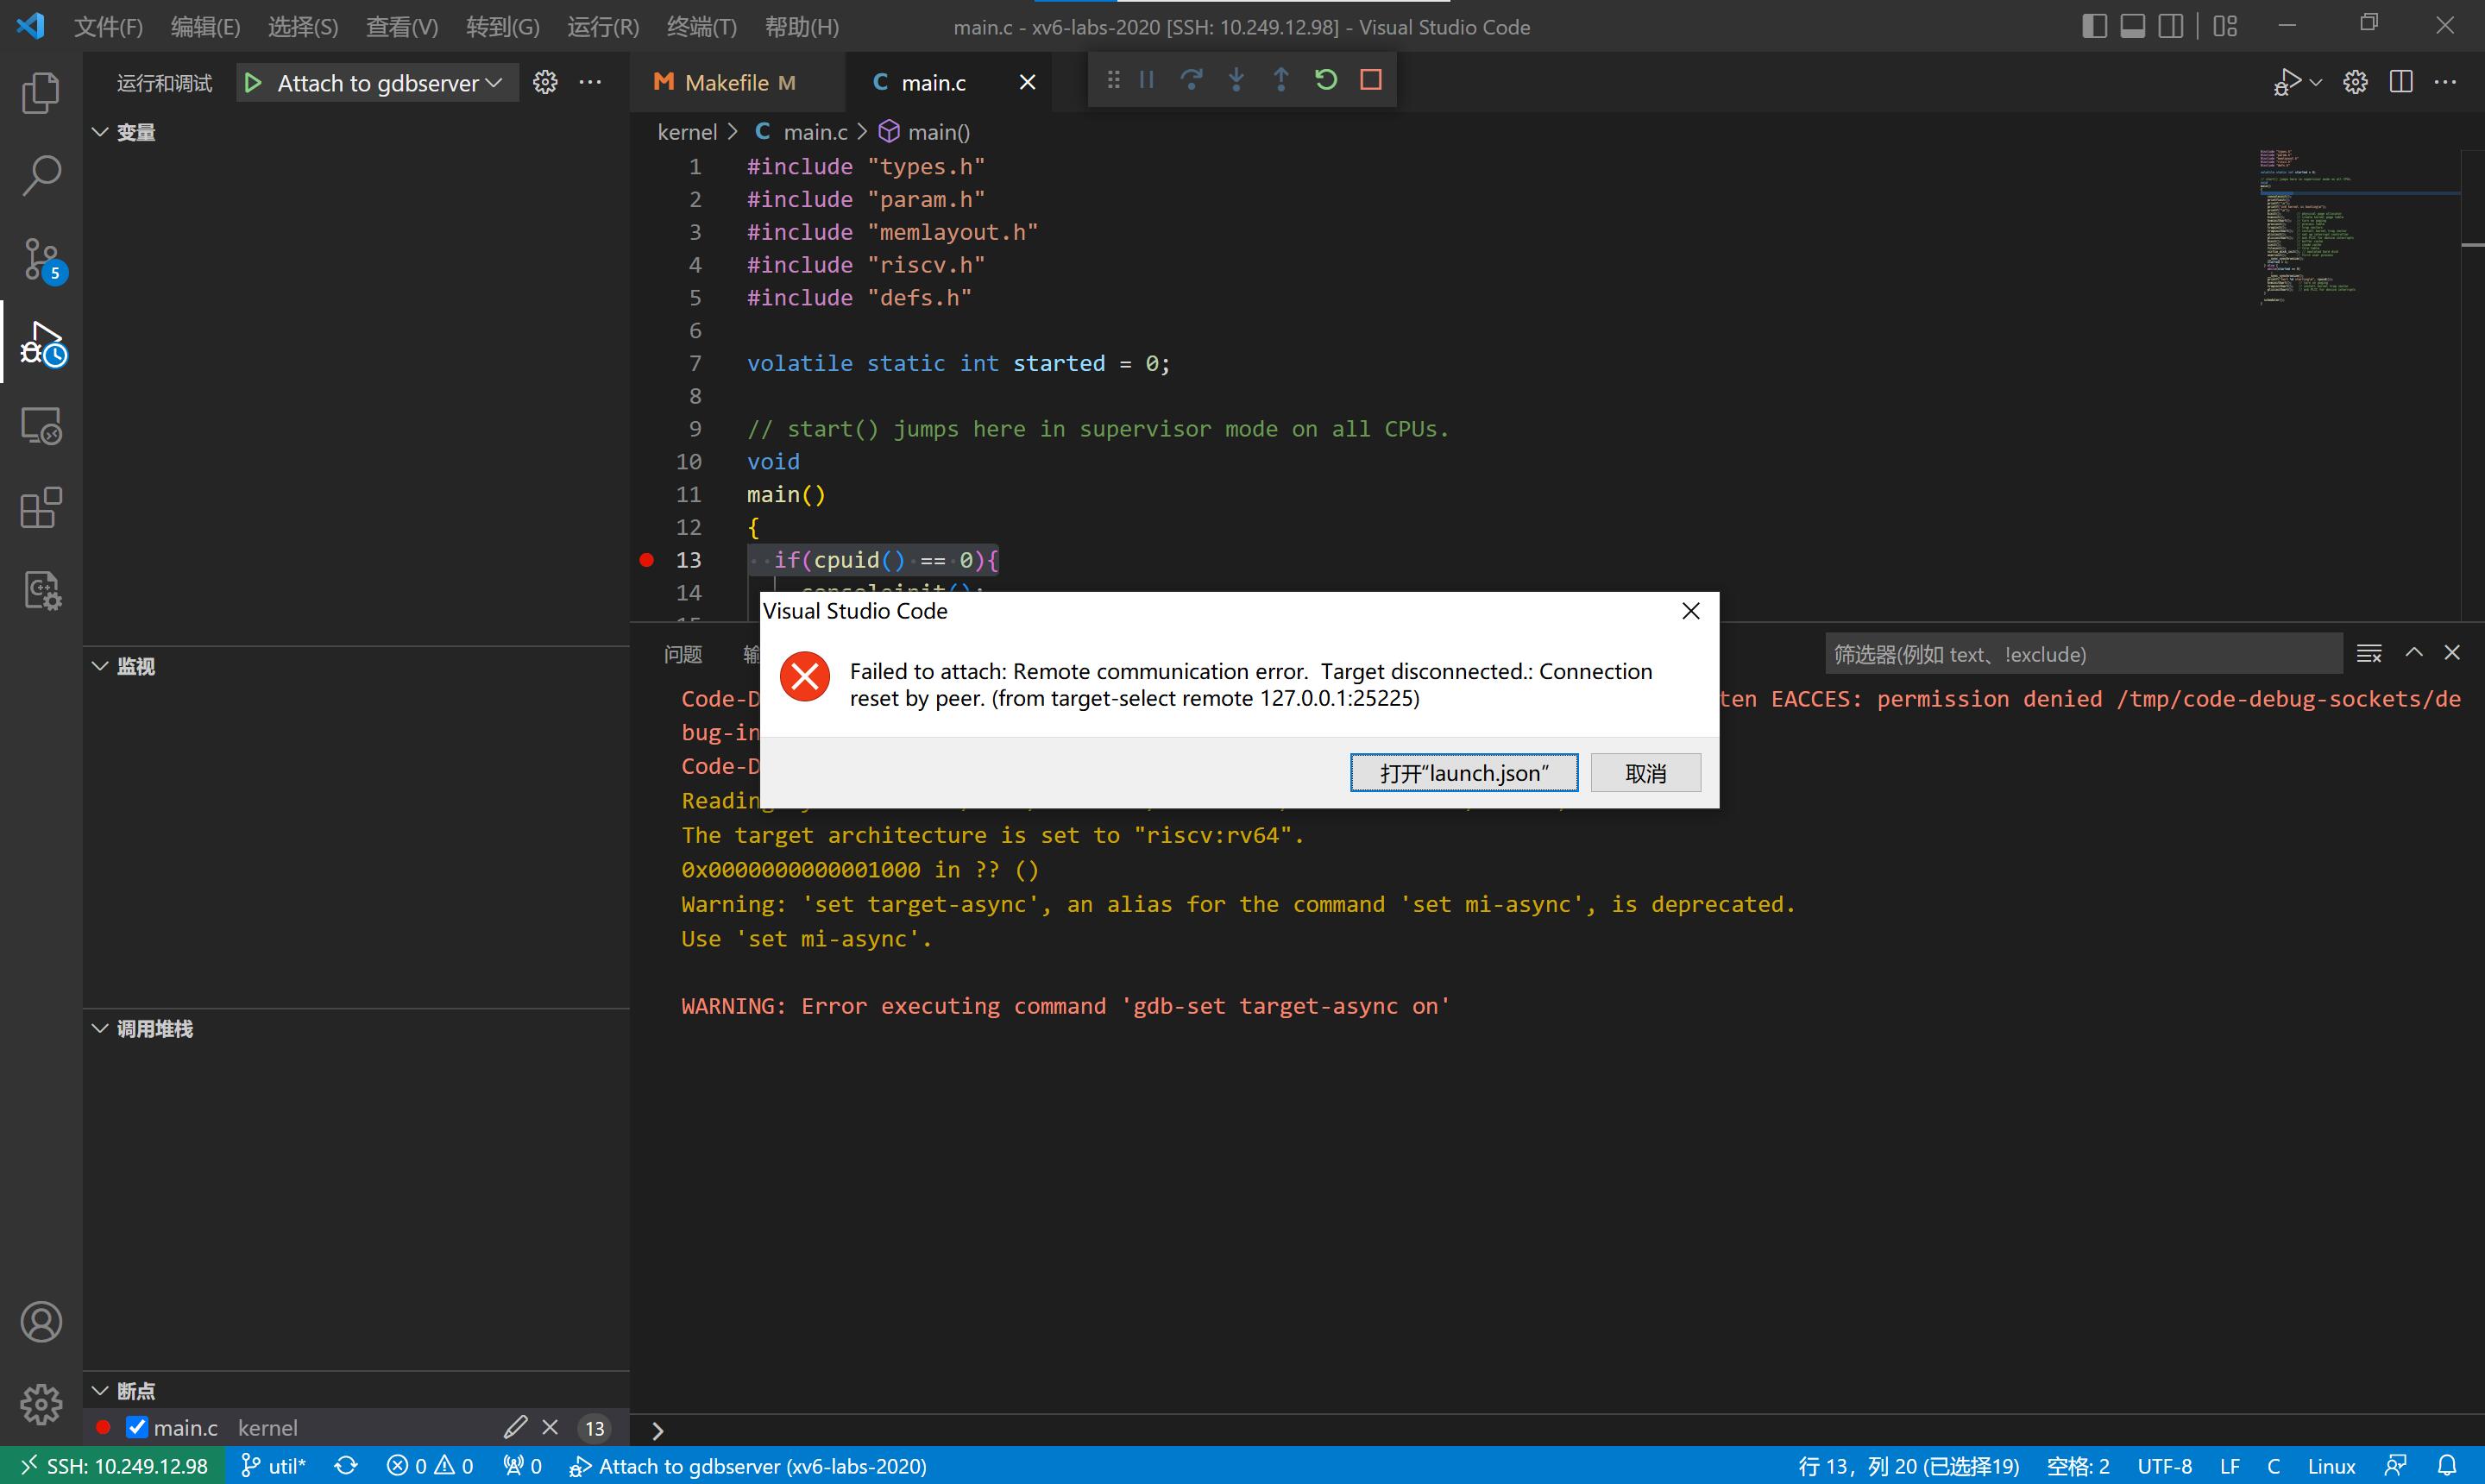 文件(F) 编辑(E) 选择(S) 查看(V) 转到(G) 运行(R) 终端(T) 帮助(H)
main.c - xv6-labs-2020 [SSH: 10.249.12.98] - Visual Studio Code
运行和调试 Attach to gdbserver
M Makefile M
C main.c
变量
kernel > C main.c > main()
1 #include "types.h"
2 #include "param.h"
3 #include "memlayout.h"
4 #include "riscv.h"
5 #include "defs.h"
6
7 volatile static int started = 0;
8
9 // start() jumps here in supervisor mode on all CPUs.
10 void
11 main()
12 {
13 if(cpuid() == 0){
14 consoleinit();
5
Visual Studio Code
Failed to attach: Remote communication error. Target disconnected.: Connection
reset by peer. (from target-select remote 127.0.0.1:25225)
打开“launch.json”
取消
监视
问题 输
筛选器(例如 text、!exclude)
Code-D
ten EACCES: permission denied /tmp/code-debug-sockets/de
bug-in
Code-D
Reading
The target architecture is set to "riscv:rv64".
0x0000000000001000 in ?? ()
Warning: 'set target-async', an alias for the command 'set mi-async', is deprecated.
Use 'set mi-async'.
WARNING: Error executing command 'gdb-set target-async on'
调用堆栈
断点
main.c kernel 13
SSH: 10.249.12.98 util* 0 0 0 Attach to gdbserver (xv6-labs-2020)
行 13，列 20 (已选择19) 空格: 2 UTF-8 LF C Linux